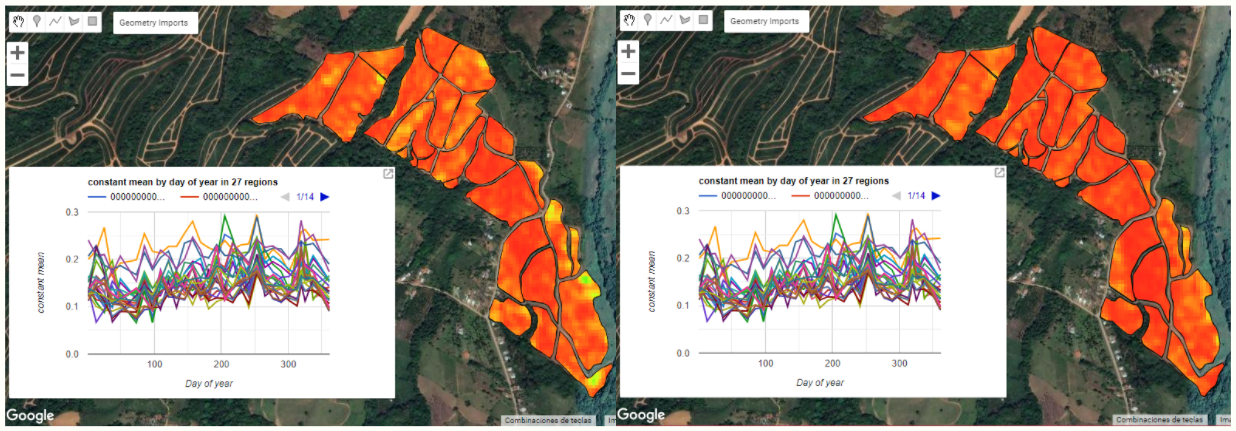 Geometry Imports
constant mean by day of year in 27 regions
000000000...
000000000...
1/14
constant mean
0.3
0.2
0.1
0.0
100
200
300
Day of year
Google
Combinaciones de teclas
Im
Geometry Imports
constant mean by day of year in 27 regions
000000000...
000000000...
1/14
constant mean
0.3
0.2
0.1
0.0
100
200
300
Day of year
Google
Combinaciones de teclas
Ima